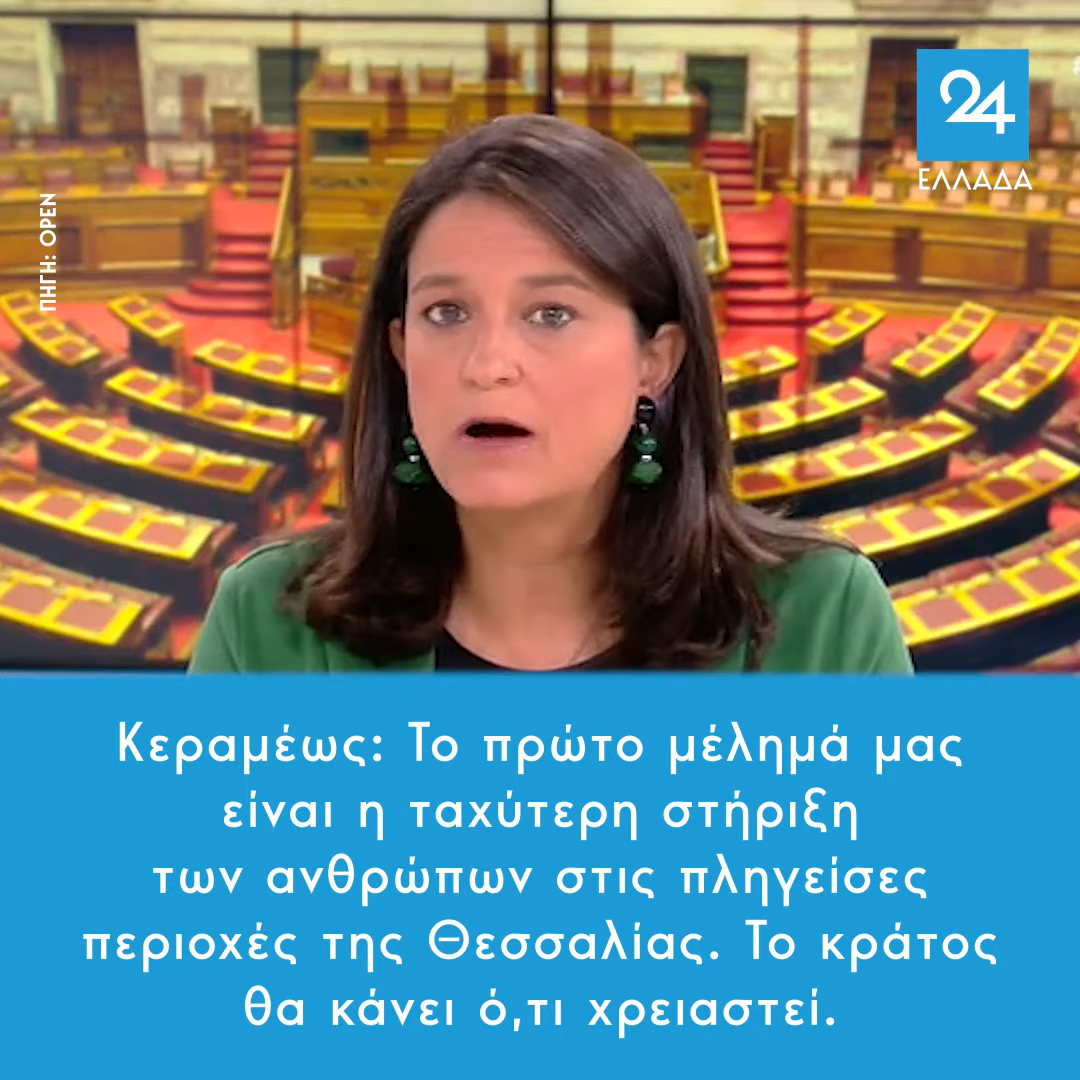 24
ΕΛΛΑΔΑ
ΠΗΓΗ: OPEN
Κεραμέως: Το πρώτο μέλημά μας
είναι η ταχύτερη στήριξη
των ανθρώπων στις πληγείσες
περιοχές της Θεσσαλίας. Το κράτος
θα κάνει ό,τι χρειαστεί.